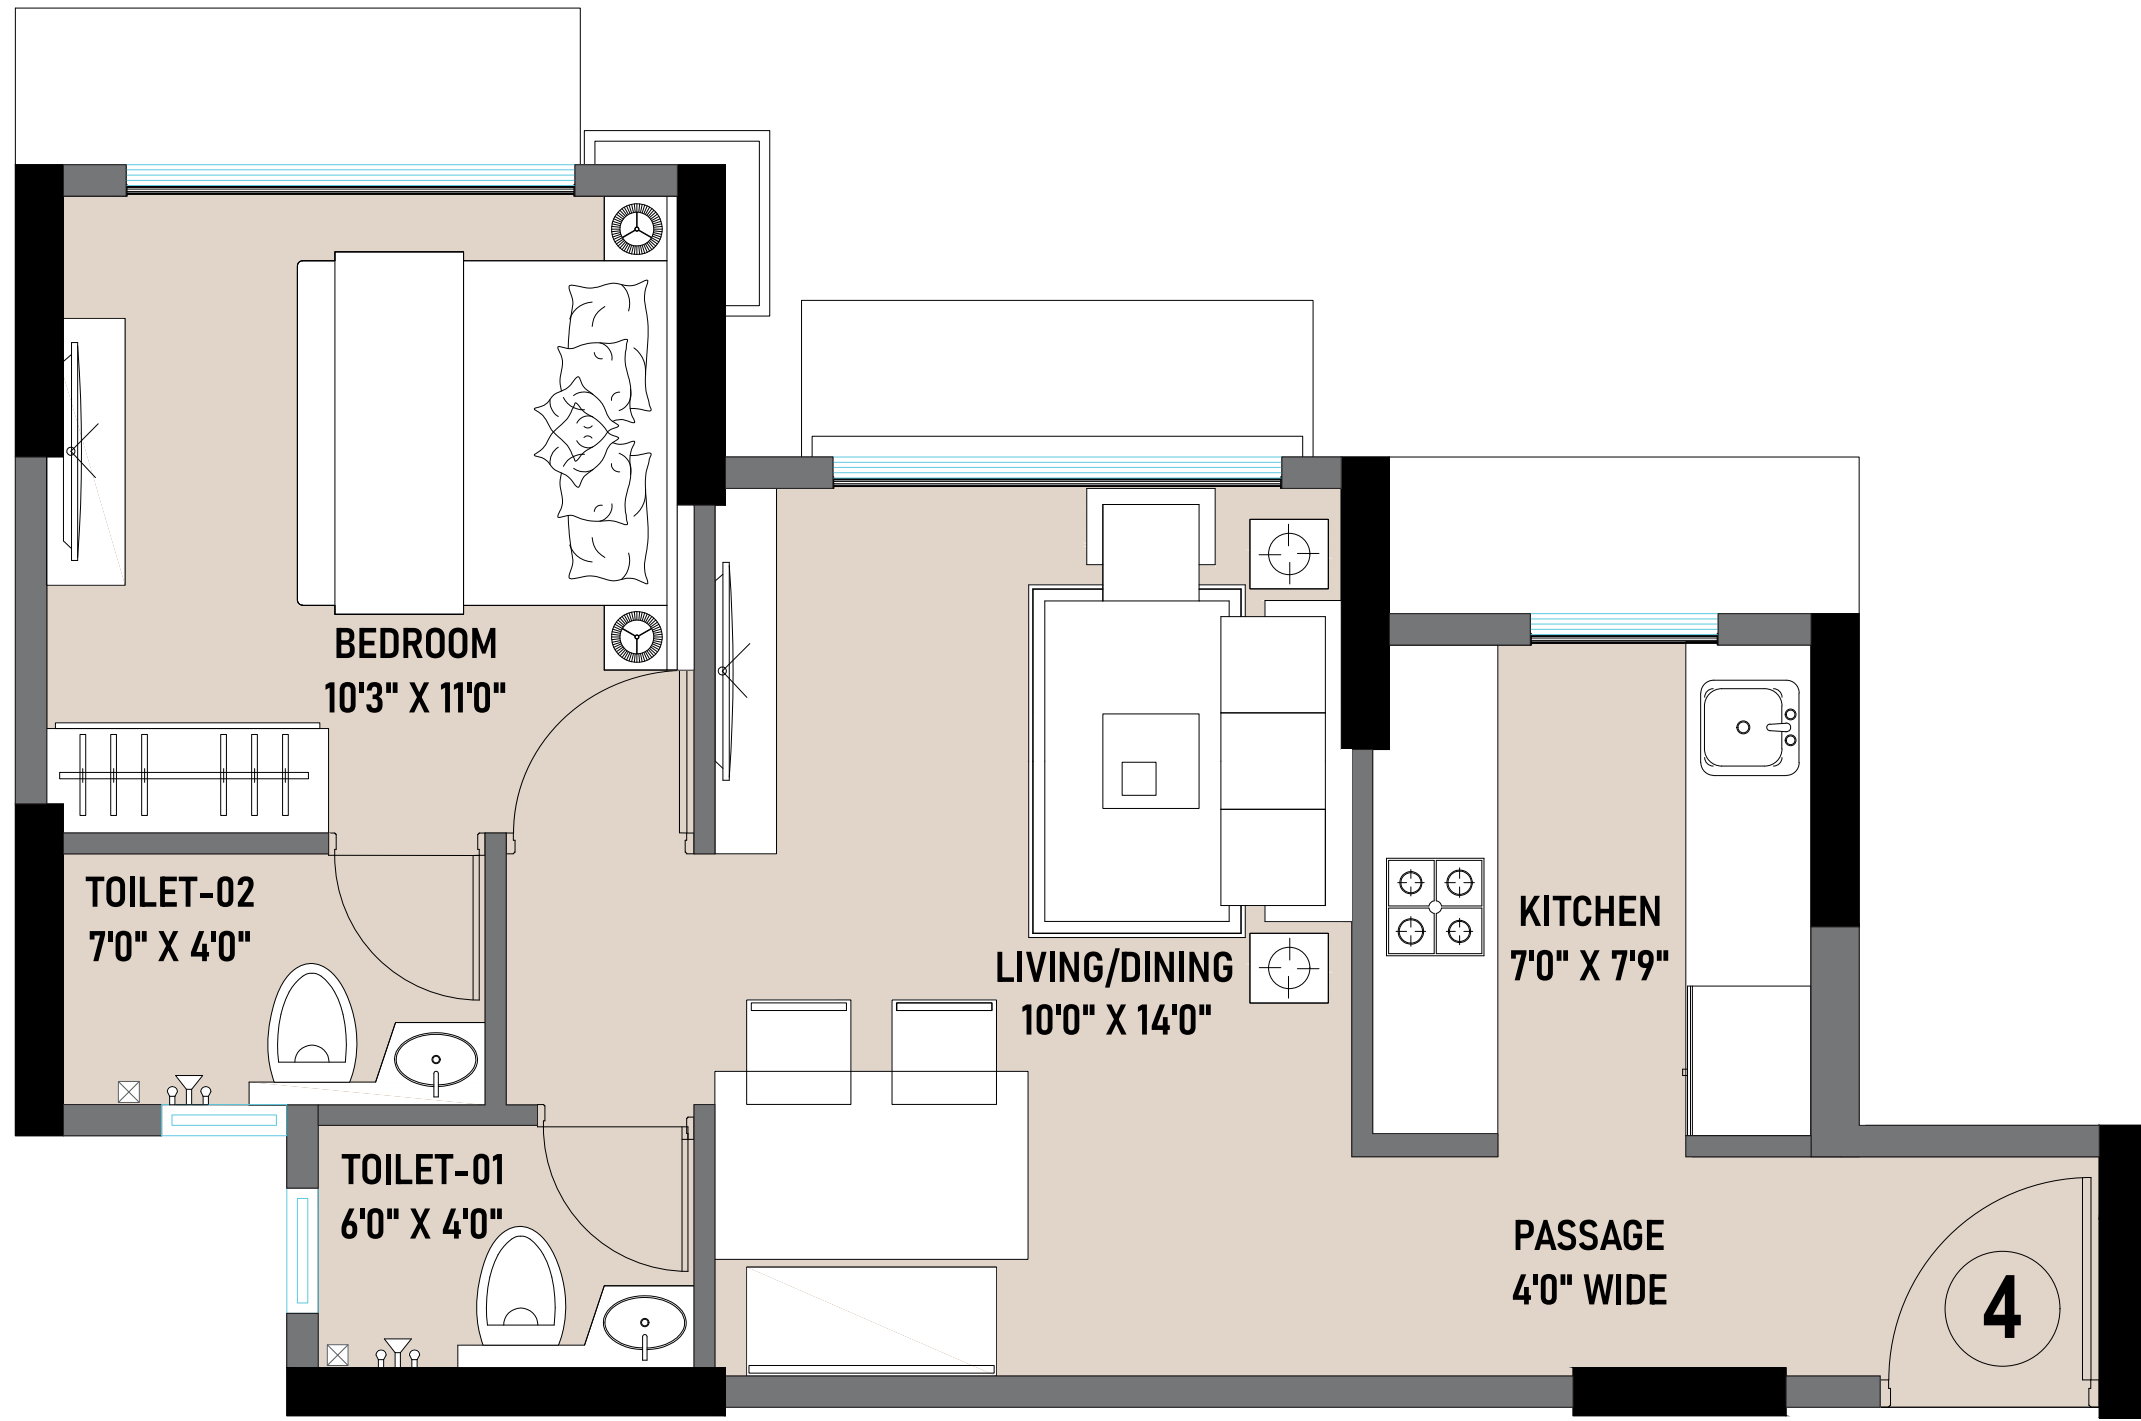 BEDROOM
10'3" X 11'0"
TOILET-02
7'0" X 4'0"
KITCHEN
7'0" X 7'9"
LIVING/DINING
10'0" X 14'0"
TOILET-01
6'0" X 4'0"
PASSAGE
4'0" WIDE
4